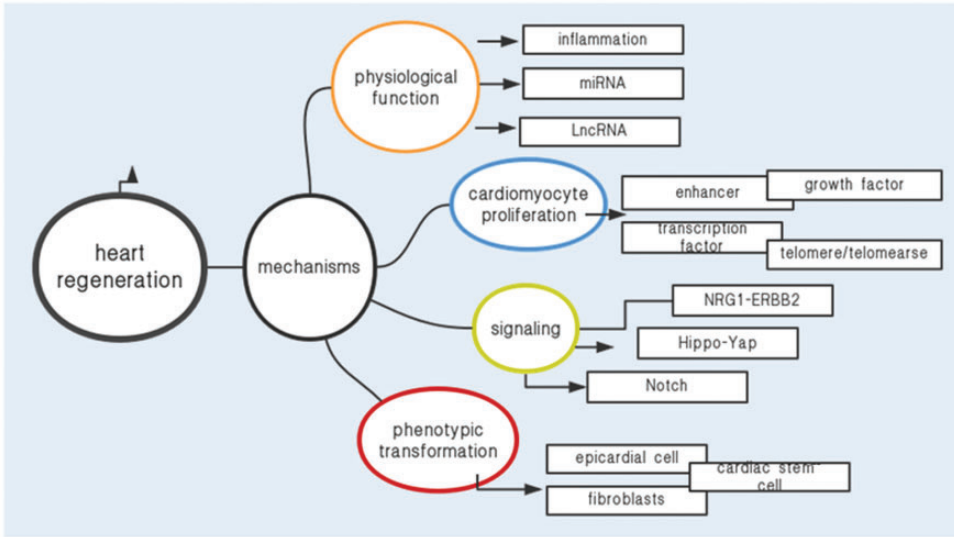 heart
regeneration
mechanisms
physiological
function
inflammation
miRNA
LncRNA
cardiomyocyte
proliferation
enhancer
growth factor
transcription
factor
telomere/telomearse
signaling
NRG1-ERBB2
Hippo-Yap
Notch
phenotypic
transformation
epicardial cell
cardiac stem
cell
fibroblasts